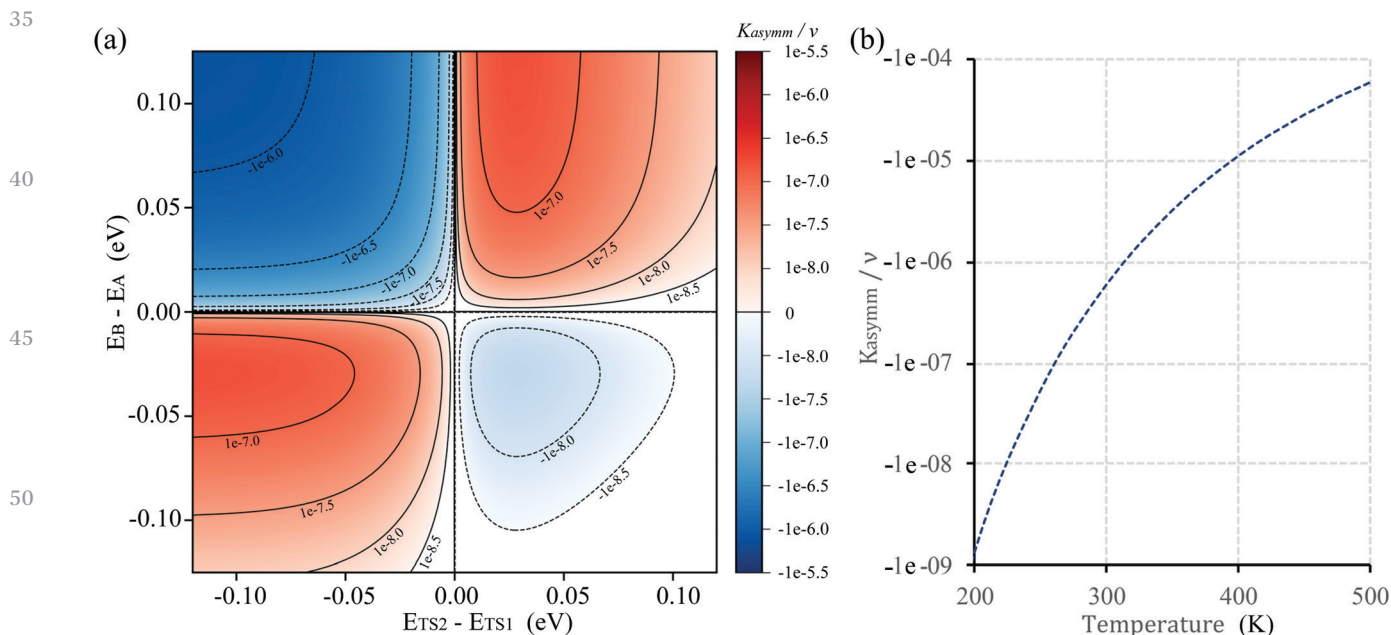 35
40
45
50
(a)
Kasymm / ν
1e-5.5
1e-6.0
1e-6.5
1e-7.0
1e-7.5
1e-8.0
0
-1e-8.0
-1e-7.5
-1e-7.0
-1e-6.5
-1e-6.0
-1e-5.5
EB - EA (eV)
0.10
0.05
0.00
-0.05
-0.10
-1e-6.0
-1e-6.5
-1e-7.0
-1e-7.5
1e-7.0
1e-7.5
1e-8.0
1e-8.5
1e-7.0
1e-7.5
1e-8.0
1e-8.5
-1e-8.0
-1e-8.5
-0.10 -0.05 0.00 0.05 0.10
ETS2 - ETS1 (eV)
(b)
Kasymm / ν
-1e-04
-1e-05
-1e-06
-1e-07
-1e-08
-1e-09
200 300 400 500
Temperature (K)